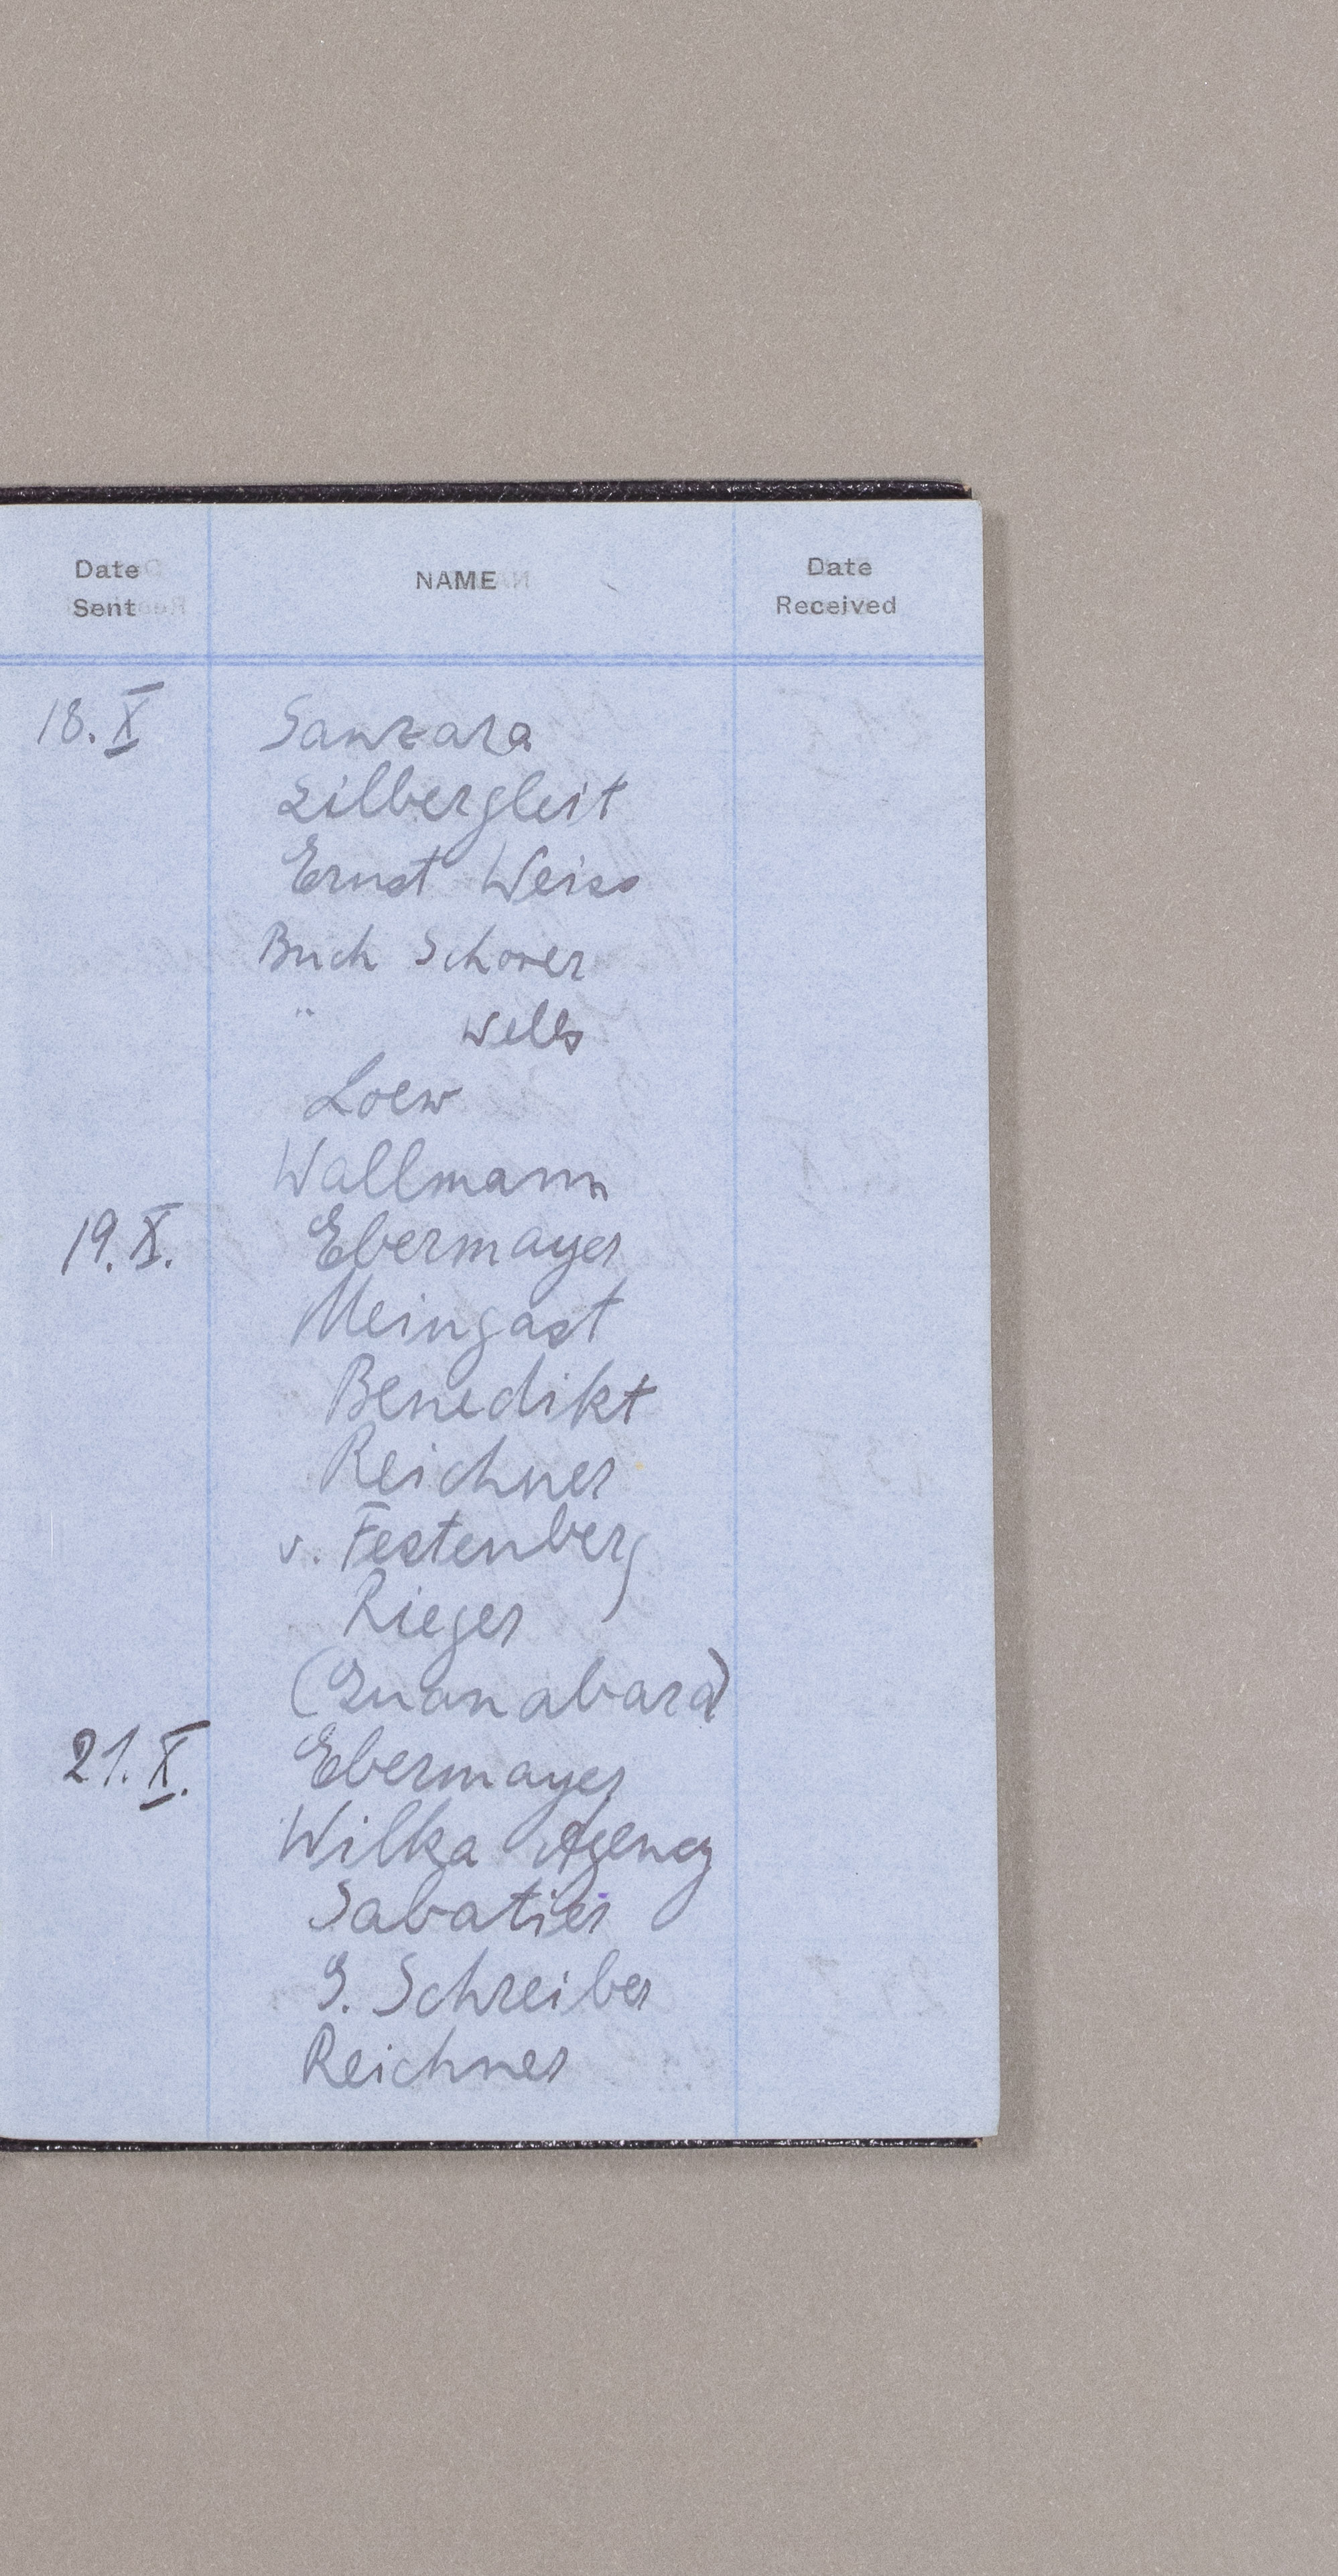 Date Sent NAME Date Received
18. X Sanzara
Silbergleit
Ernst Weiss
Buch Schorer
" Wells
Loew
Wallmann
19. X. Ebermayer
Meingast
Benedikt
Reichner
v. Festenberg
Rieger
(Guanabara)
21. X. Ebermayer
Wilka Agency
Sabatier
G. Schreiber
Reichner